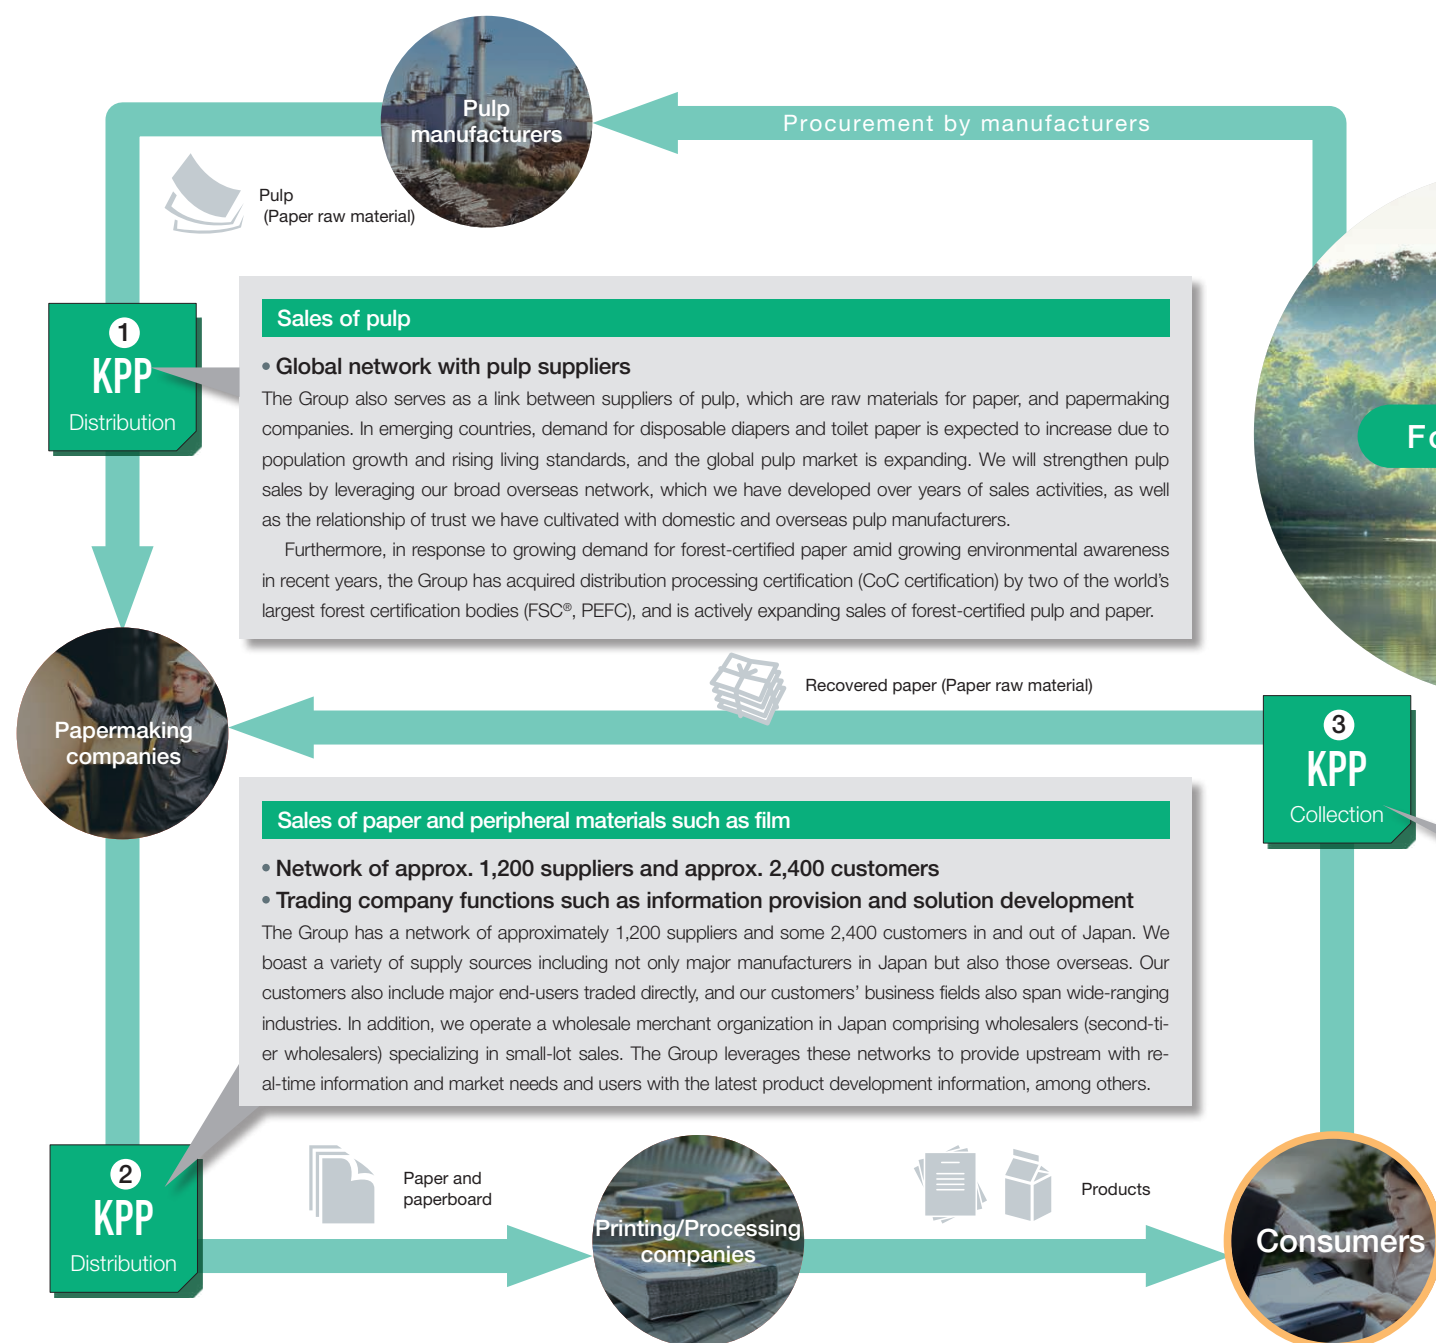 Pulp
manufacturers
Procurement by manufacturers
Pulp
(Paper raw material)
1
KPP
Distribution
Sales of pulp
• Global network with pulp suppliers
The Group also serves as a link between suppliers of pulp, which are raw materials for paper, and papermaking
companies. In emerging countries, demand for disposable diapers and toilet paper is expected to increase due to
population growth and rising living standards, and the global pulp market is expanding. We will strengthen pulp
sales by leveraging our broad overseas network, which we have developed over years of sales activities, as well
as the relationship of trust we have cultivated with domestic and overseas pulp manufacturers.
Furthermore, in response to growing demand for forest-certified paper amid growing environmental awareness
in recent years, the Group has acquired distribution processing certification (CoC certification) by two of the world's
largest forest certification bodies (FSC®, PEFC), and is actively expanding sales of forest-certified pulp and paper.
Recovered paper (Paper raw material)
Papermaking
companies
3
KPP
Collection
Sales of paper and peripheral materials such as film
• Network of approx. 1,200 suppliers and approx. 2,400 customers
• Trading company functions such as information provision and solution development
The Group has a network of approximately 1,200 suppliers and some 2,400 customers in and out of Japan. We
boast a variety of supply sources including not only major manufacturers in Japan but also those overseas. Our
customers also include major end-users traded directly, and our customers' business fields also span wide-ranging
industries. In addition, we operate a wholesale merchant organization in Japan comprising wholesalers (second-ti-
er wholesalers) specializing in small-lot sales. The Group leverages these networks to provide upstream with re-
al-time information and market needs and users with the latest product development information, among others.
2
KPP
Distribution
Paper and
paperboard
Printing/Processing
companies
Products
Consumers